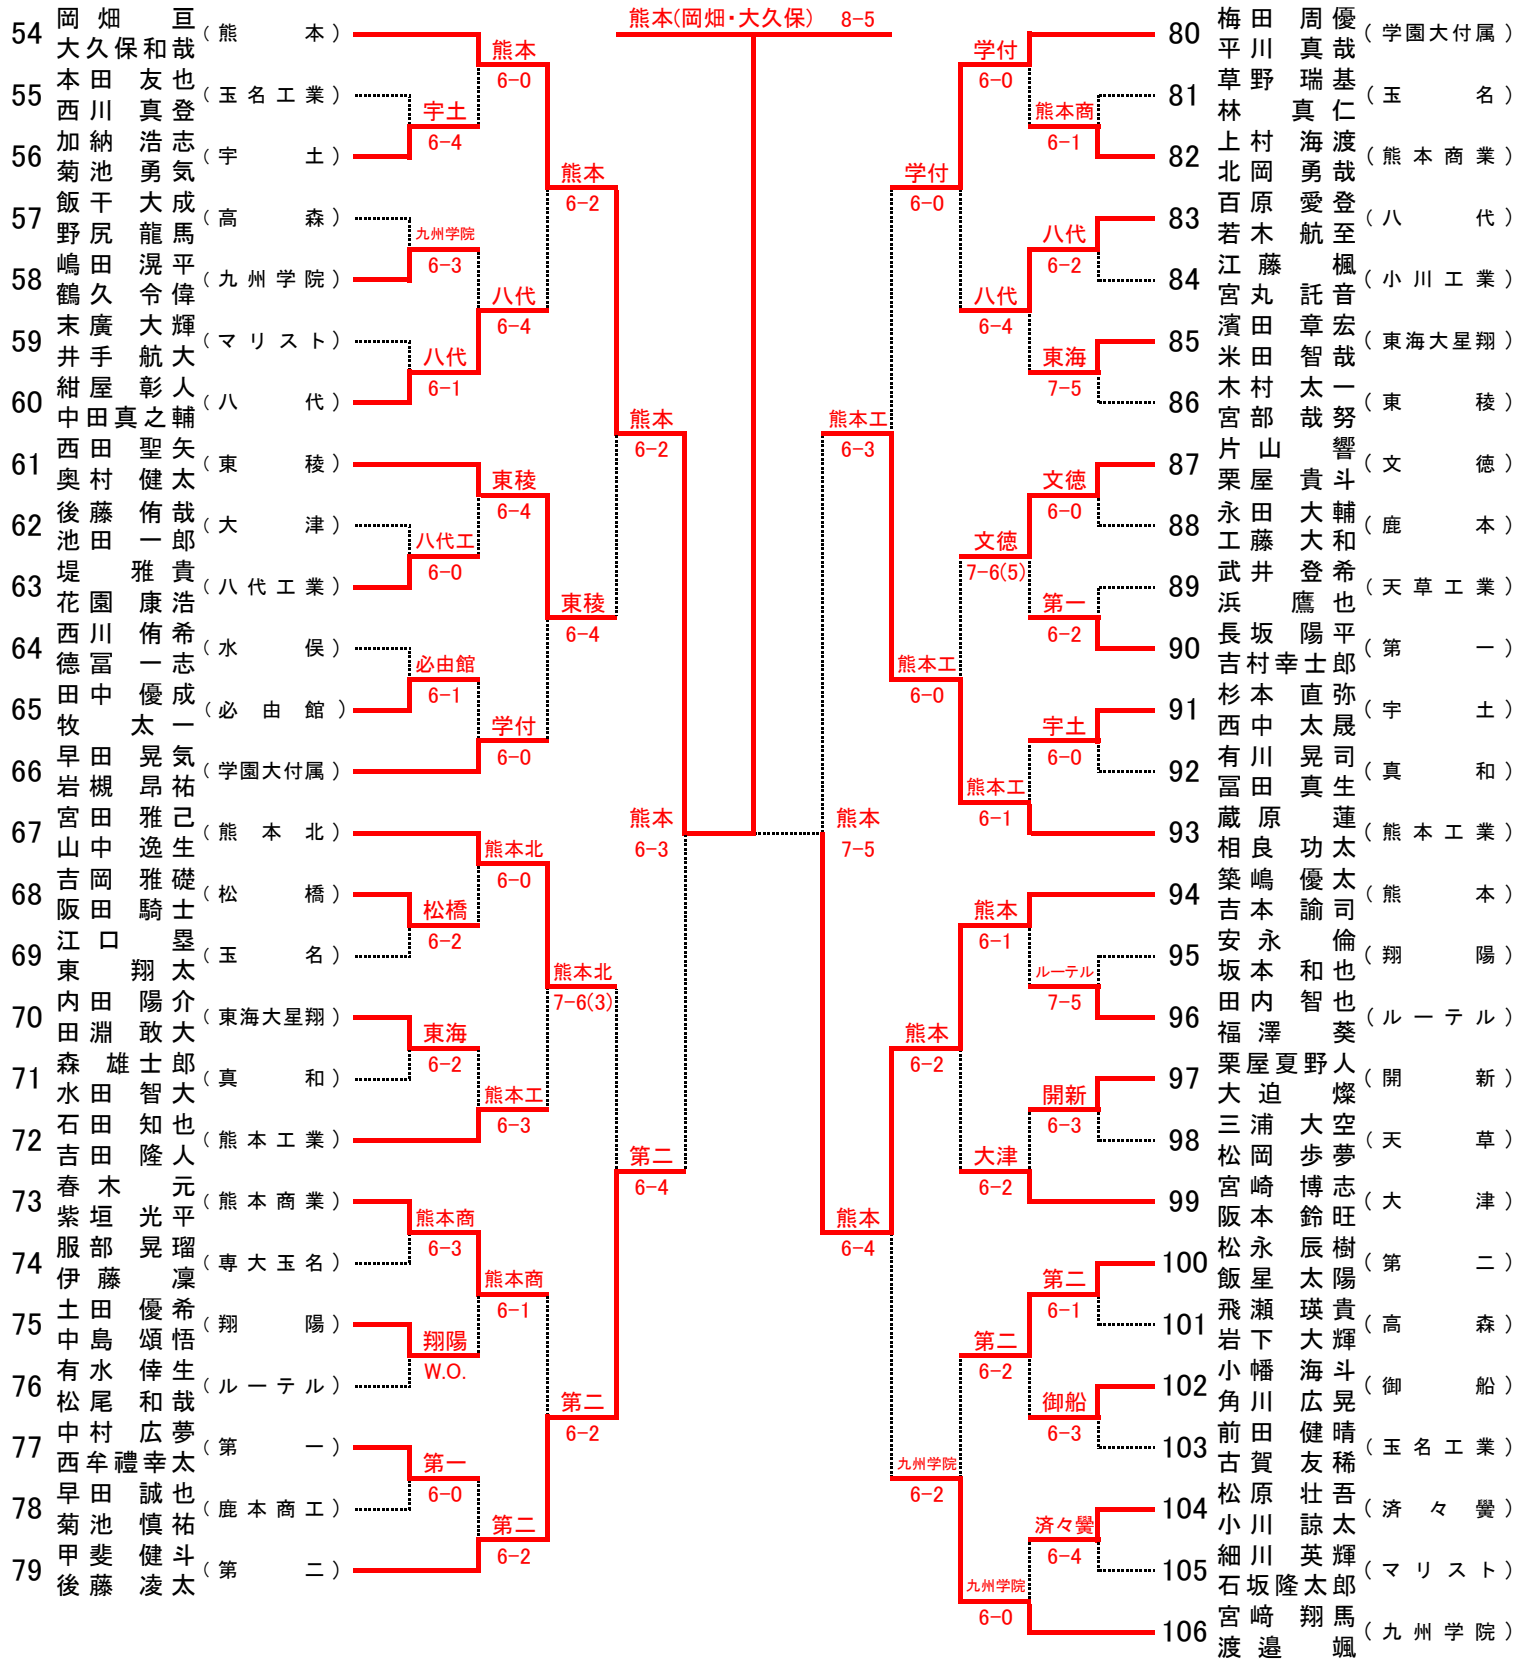 熊本(岡畑・大久保) 8-5
54 岡畑 亘 大久保和哉 (熊本)
55 本田友也 西川真登 (玉名工業)
56 加納浩志 菊池勇気 (宇土)
57 飯干大成 野尻龍馬 (高森)
58 嶋田滉平 鶴久令偉 (九州学院)
59 末廣大輝 井手航大 (マリスト)
60 紺屋彰人 中田真之輔 (八代)
61 西田聖矢 奥村健太 (東稜)
62 後藤侑哉 池田一郎 (大津)
63 堤 雅貴 花園康浩 (八代工業)
64 西川侑希 德冨一志 (水俣)
65 田中優成 牧 太一 (必由館)
66 早田晃気 岩槻昂祐 (学園大付属)
67 宮田雅己 山中逸生 (熊本北)
68 吉岡雅礎 阪田騎士 (松橋)
69 江口 塁 東 翔太 (玉名)
70 内田陽介 田淵敢大 (東海大星翔)
71 森 雄士郎 水田智大 (真和)
72 石田知也 吉田隆人 (熊本工業)
73 春木 元 紫垣光平 (熊本商業)
74 服部晃瑠 伊藤 凜 (専大玉名)
75 土田優希 中島頌悟 (翔陽)
76 有水倖生 松尾和哉 (ルーテル)
77 中村広夢 西牟禮幸太 (第一)
78 早田誠也 菊池慎祐 (鹿本商工)
79 甲斐健斗 後藤凌太 (第二)
宇土 6-4
九州学院 6-3
八代 6-1
八代工 6-0
必由館 6-1
松橋 6-2
東海 6-2
熊本商 6-3
翔陽 W.O.
第一 6-0
熊本 6-0
八代 6-4
東稜 6-4
学付 6-0
熊本北 6-0
熊本工 6-3
熊本商 6-1
第二 6-2
熊本 6-2
東稜 6-4
熊本北 7-6(3)
第二 6-2
熊本 6-2
第二 6-4
熊本 6-3
熊本 7-5
熊本工 6-3
熊本 6-4
学付 6-0
熊本工 6-0
熊本 6-2
九州学院 6-2
学付 6-0
八代 6-4
文徳 7-6(5)
熊本工 6-1
熊本 6-1
大津 6-2
第二 6-2
九州学院 6-0
熊本商 6-1
八代 6-2
東海 7-5
文徳 6-0
第一 6-2
宇土 6-0
ルーテル 7-5
開新 6-3
第二 6-1
御船 6-3
済々黌 6-4
80 梅田周優 平川真哉 (学園大付属)
81 草野瑞基 林 真仁 (玉名)
82 上村海渡 北岡勇哉 (熊本商業)
83 百原愛登 若木航至 (八代)
84 江藤 楓 宮丸託音 (小川工業)
85 濱田章宏 米田智哉 (東海大星翔)
86 木村太一 宮部哉努 (東稜)
87 片山 響 栗屋貴斗 (文徳)
88 永田大輔 工藤大和 (鹿本)
89 武井登希 浜 鷹也 (天草工業)
90 長坂陽平 吉村幸士郎 (第一)
91 杉本直弥 西中太晟 (宇土)
92 有川晃司 冨田真生 (真和)
93 蔵原 蓮 相良功太 (熊本工業)
94 築嶋優太 吉本諭司 (熊本)
95 安永 倫 坂本和也 (翔陽)
96 田内智也 福澤 葵 (ルーテル)
97 栗屋夏野人 大迫 燦 (開新)
98 三浦大空 松岡歩夢 (天草)
99 宮崎博志 阪本鈴旺 (大津)
100 松永辰樹 飯星太陽 (第二)
101 飛瀬瑛貴 岩下大輝 (高森)
102 小幡海斗 角川広晃 (御船)
103 前田健晴 古賀友稀 (玉名工業)
104 松原壮吾 小川諒太 (済々黌)
105 細川英輝 石坂隆太郎 (マリスト)
106 宮﨑翔馬 渡邉 颯 (九州学院)